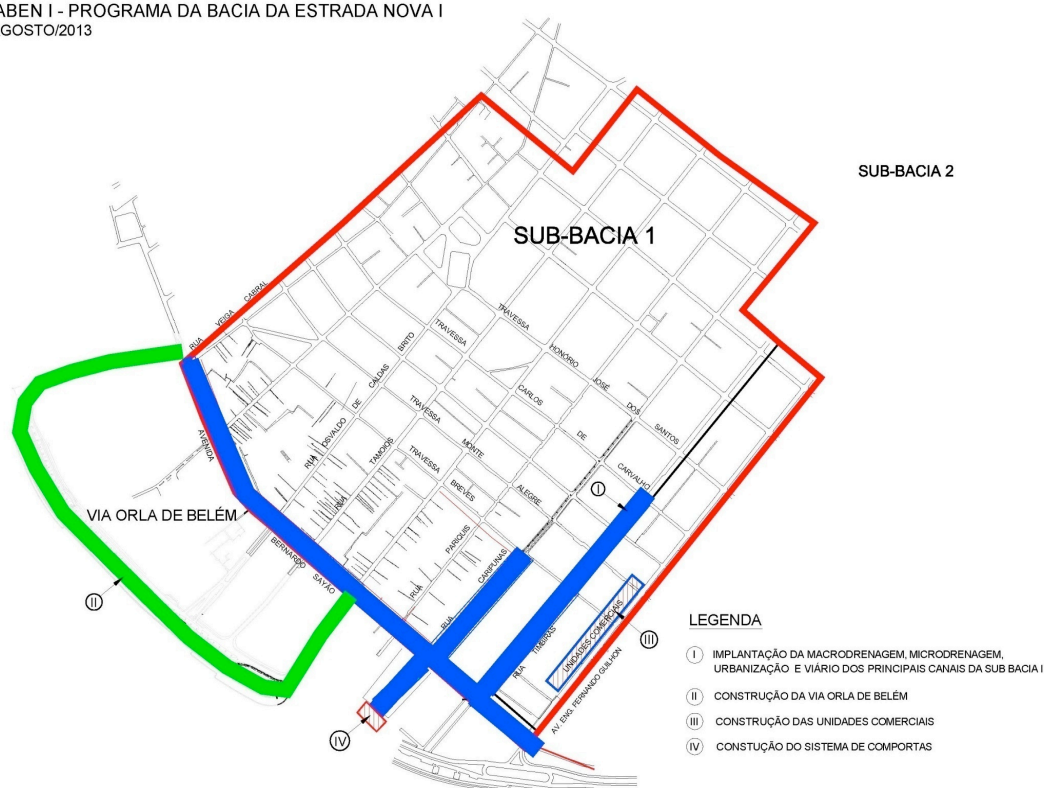 ABEN I - PROGRAMA DA BACIA DA ESTRADA NOVA I
GOSTO/2013
SUB-BACIA 2
SUB-BACIA 1
RUA VEIGA CABRAL
TRAVESSA HONÓRIO JOSÉ DOS SANTOS
RUA OSVALDO DE CALDAS BRITO
TRAVESSA CARLOS DE CARVALHO
RUA TAMOIOS
TRAVESSA MONTE ALEGRE
TRAVESSA BREVES
AVENIDA BERNARDO SAYÃO
VIA ORLA DE BELÉM
RUA PARIQUIS
RUA CARIPUNAS
RUA TIMBIRAS
UNIDADES COMERCIAIS
AV. ENG. FERNANDO GUILHON
I
II
III
IV
LEGENDA
I IMPLANTAÇÃO DA MACRODRENAGEM, MICRODRENAGEM,
URBANIZAÇÃO E VIÁRIO DOS PRINCIPAIS CANAIS DA SUB BACIA I
II CONSTRUÇÃO DA VIA ORLA DE BELÉM
III CONSTRUÇÃO DAS UNIDADES COMERCIAIS
IV CONSTUÇÃO DO SISTEMA DE COMPORTAS